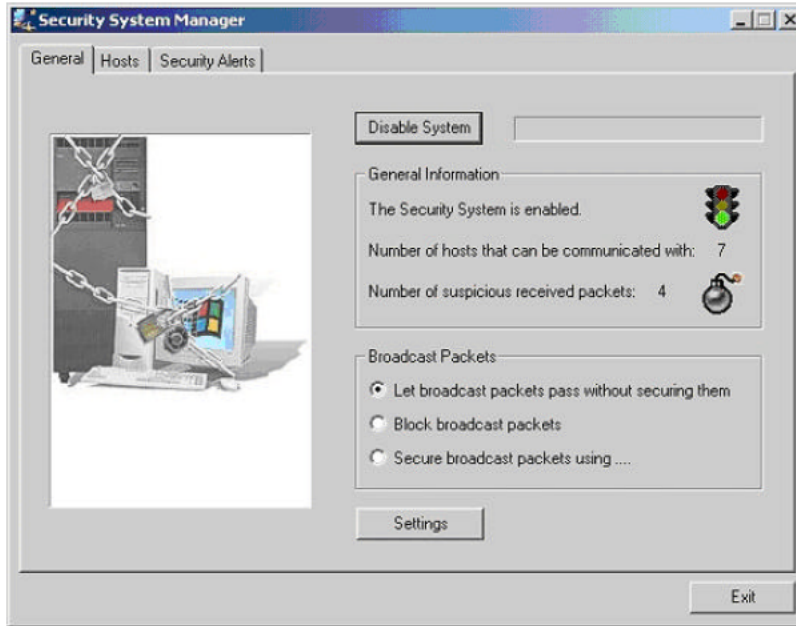 Security System Manager
General Hosts Security Alerts
Disable System
General Information
The Security System is enabled.
Number of hosts that can be communicated with: 7
Number of suspicious received packets: 4
Broadcast Packets
Let broadcast packets pass without securing them
Block broadcast packets
Secure broadcast packets using ....
Settings
Exit